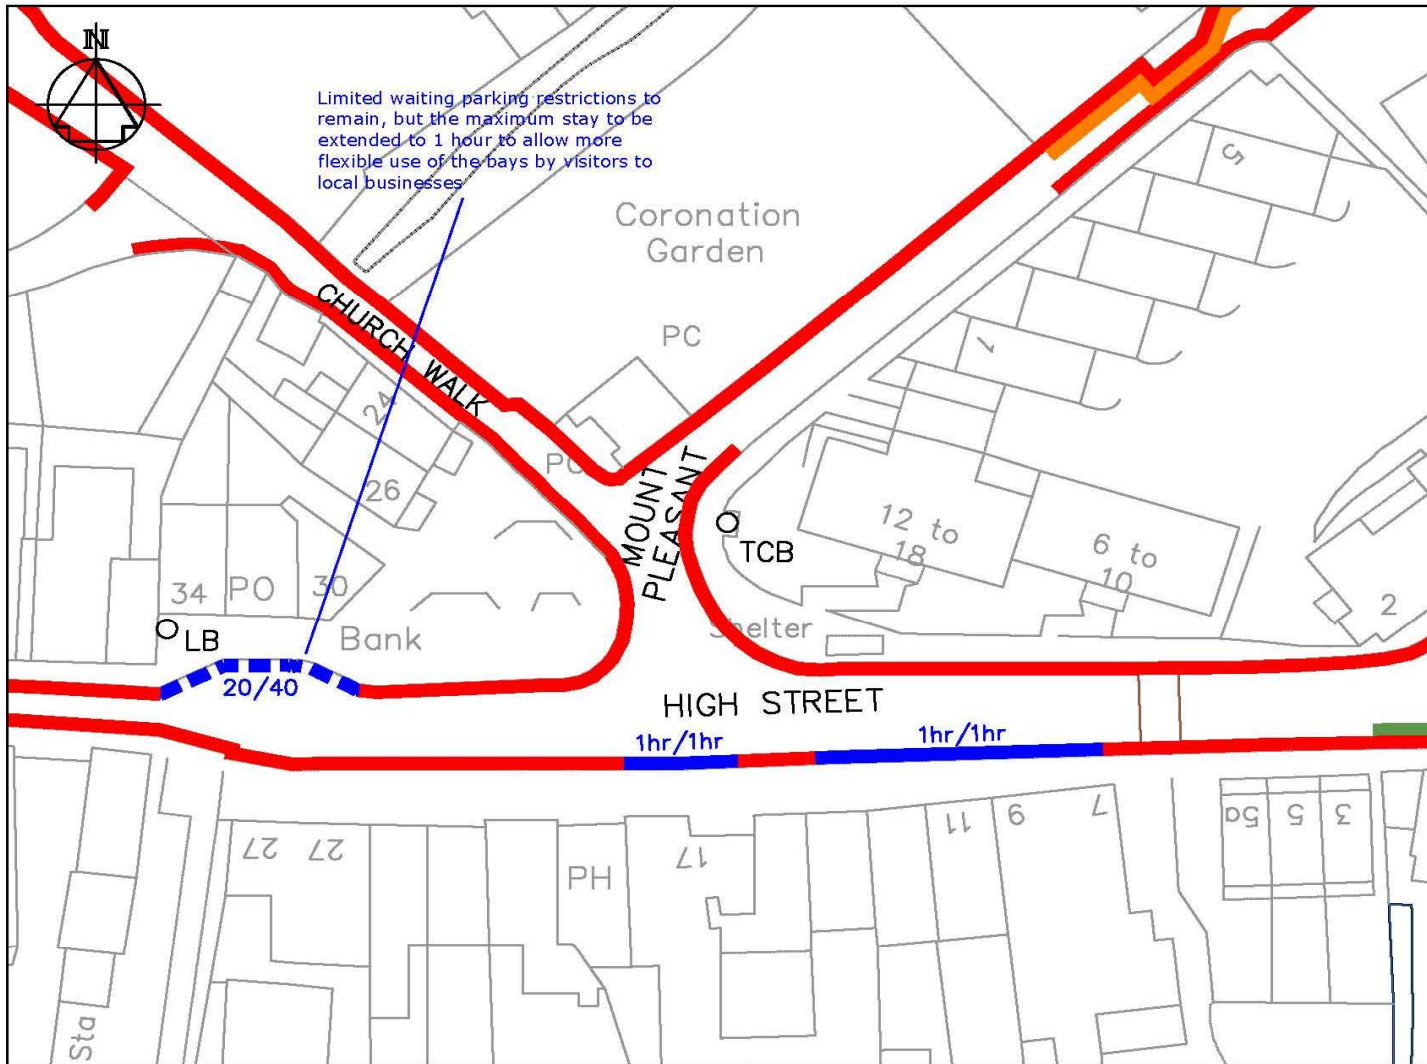 N
Limited waiting parking restrictions to
remain, but the maximum stay to be
extended to 1 hour to allow more
flexible use of the bays by visitors to
local businesses
Coronation
Garden
5
PC
1
CHURCH WALK
24
26
PC
MOUNT
PLEASANT
TCB
12 to
18
6 to
10
2
34
PO
30
LB
Bank
Shelter
20/40
HIGH STREET
1hr/1hr
1hr/1hr
27
27
17
11
9
7
5a
5
3
PH
Sta